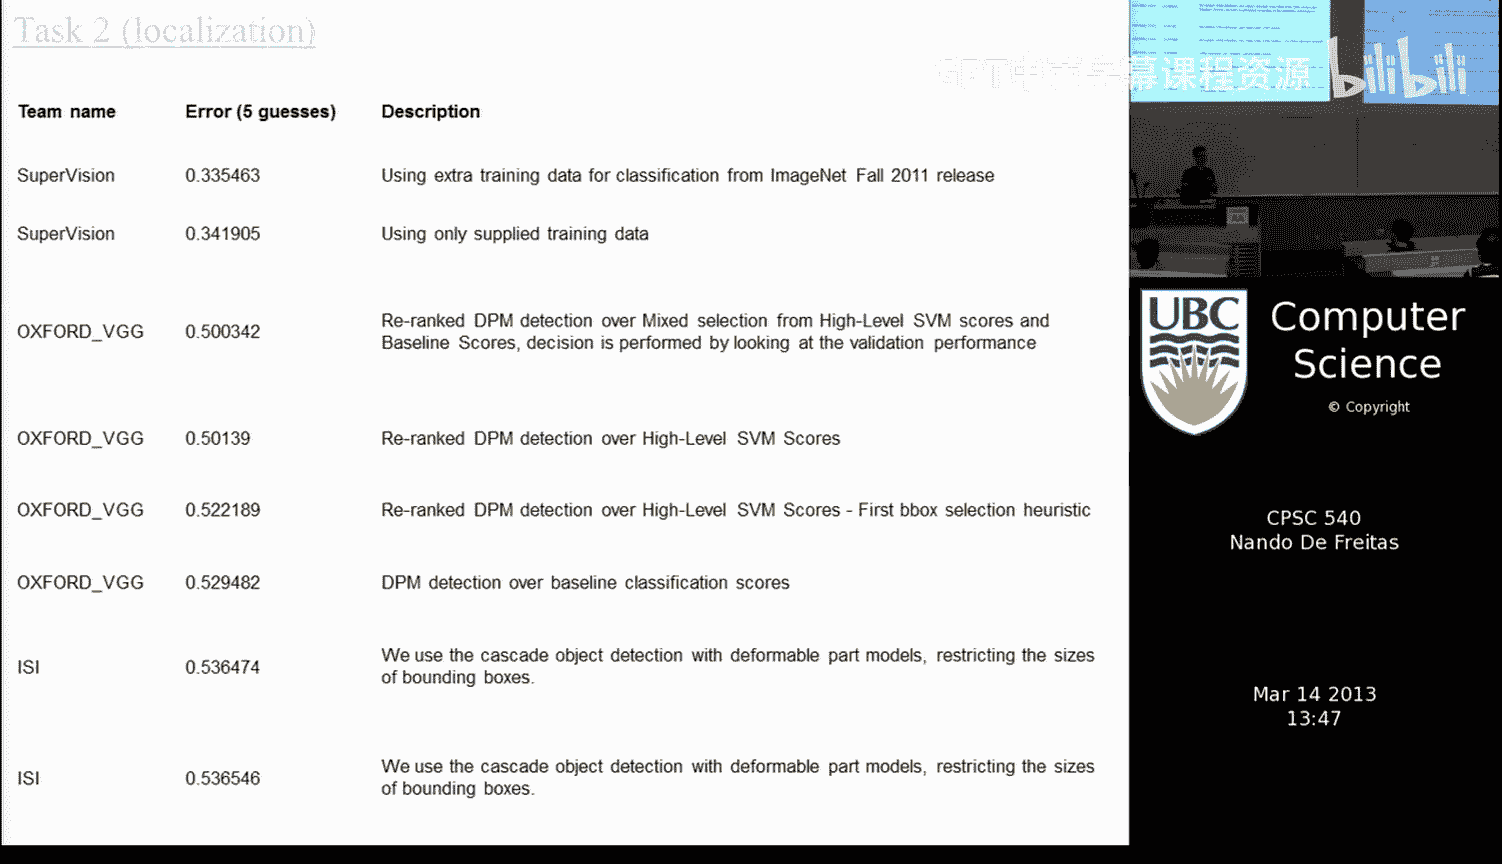 Task 2 (localization)
Team name Error (5 guesses) Description
SuperVision 0.335463 Using extra training data for classification from ImageNet Fall 2011 release
SuperVision 0.341905 Using only supplied training data
OXFORD_VGG 0.500342 Re-ranked DPM detection over Mixed selection from High-Level SVM scores and
Baseline Scores, decision is performed by looking at the validation performance
OXFORD_VGG 0.50139 Re-ranked DPM detection over High-Level SVM Scores
OXFORD_VGG 0.522189 Re-ranked DPM detection over High-Level SVM Scores - First bbox selection heuristic
OXFORD_VGG 0.529482 DPM detection over baseline classification scores
ISI 0.536474 We use the cascade object detection with deformable part models, restricting the sizes
of bounding boxes.
ISI 0.536546 We use the cascade object detection with deformable part models, restricting the sizes
of bounding boxes.
课程资源 bilibili
UBC
Computer
Science
© Copyright
CPSC 540
Nando De Freitas
Mar 14 2013
13:47